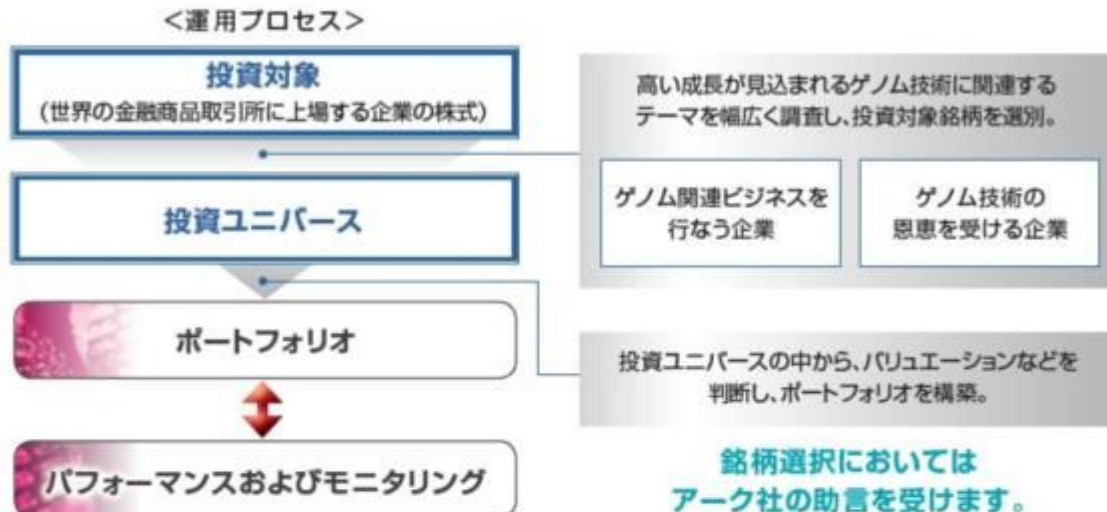 ＜運用プロセス＞
投資対象
（世界の金融商品取引所に上場する企業の株式）
高い成長が見込まれるゲノム技術に関連する
テーマを幅広く調査し、投資対象銘柄を選別。
ゲノム関連ビジネスを
行なう企業
ゲノム技術の
恩恵を受ける企業
投資ユニバース
ポートフォリオ
投資ユニバースの中から、バリュエーションなどを
判断し、ポートフォリオを構築。
パフォーマンスおよびモニタリング
銘柄選択においては
アーク社の助言を受けます。